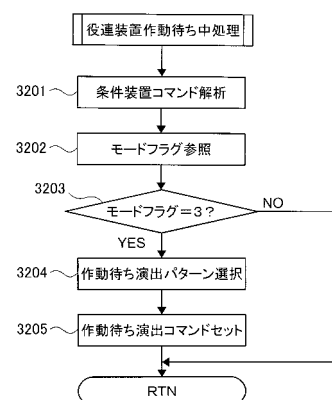 役連装置作動待ち中処理
3201
条件装置コマンド解析
3202
モードフラグ参照
3203
モードフラグ=3?
NO
YES
3204
作動待ち演出パターン選択
3205
作動待ち演出コマンドセット
RTN